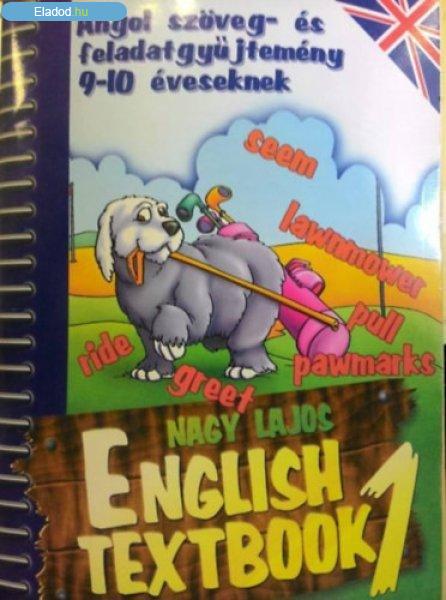 Eladod.hu
Angol szöveg- és
feladatgyűjtemény
9-10 éveseknek
seem
lawnmower
pull
pawmarks
ride
greet
NAGY LAJOS
ENGLISH
TEXTBOOK 1